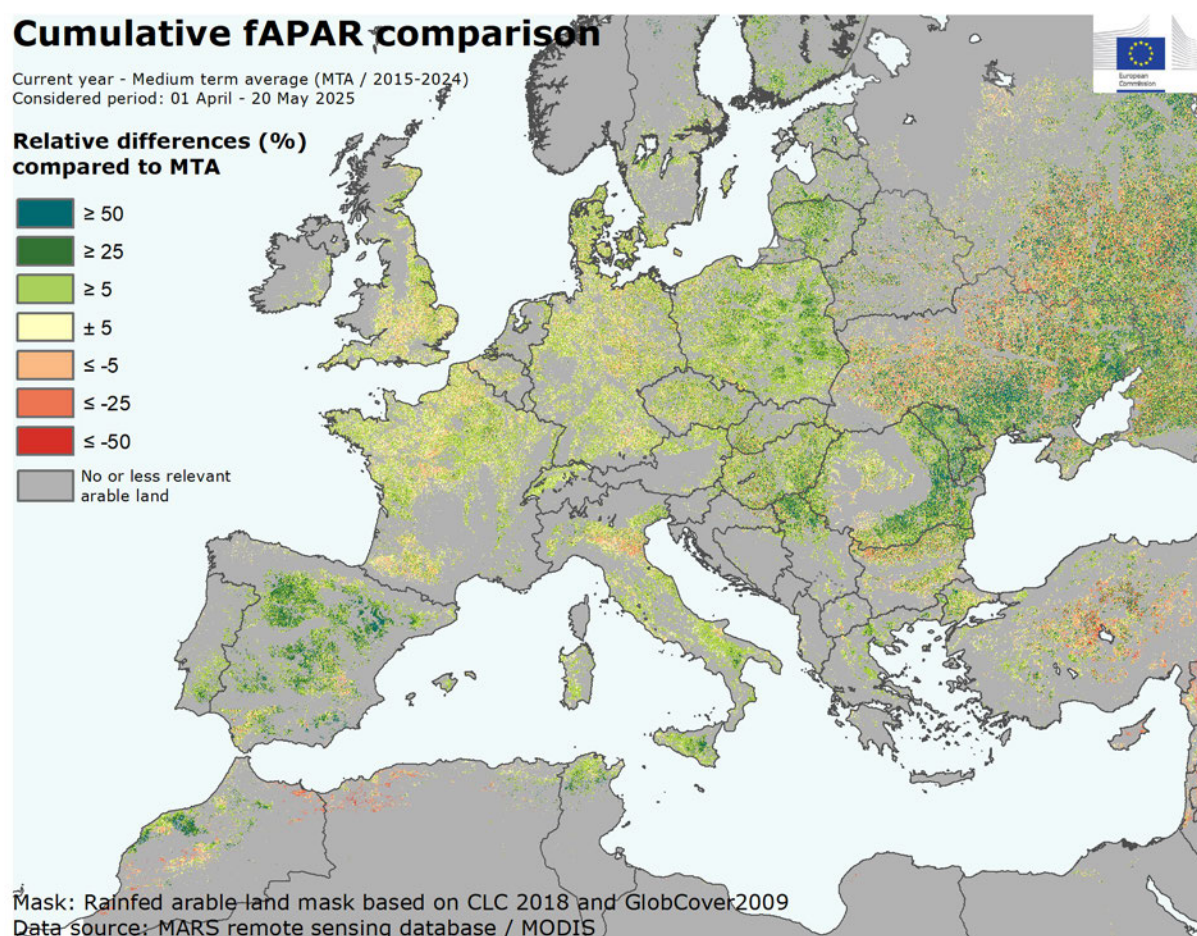 Cumulative fAPAR comparison
Current year - Medium term average (MTA / 2015-2024)
Considered period: 01 April - 20 May 2025
Relative differences (%)
compared to MTA
≥ 50
≥ 25
≥ 5
± 5
≤ -5
≤ -25
≤ -50
No or less relevant
arable land
European
Commission
Mask: Rainfed arable land mask based on CLC 2018 and GlobCover2009
Data source: MARS remote sensing database / MODIS